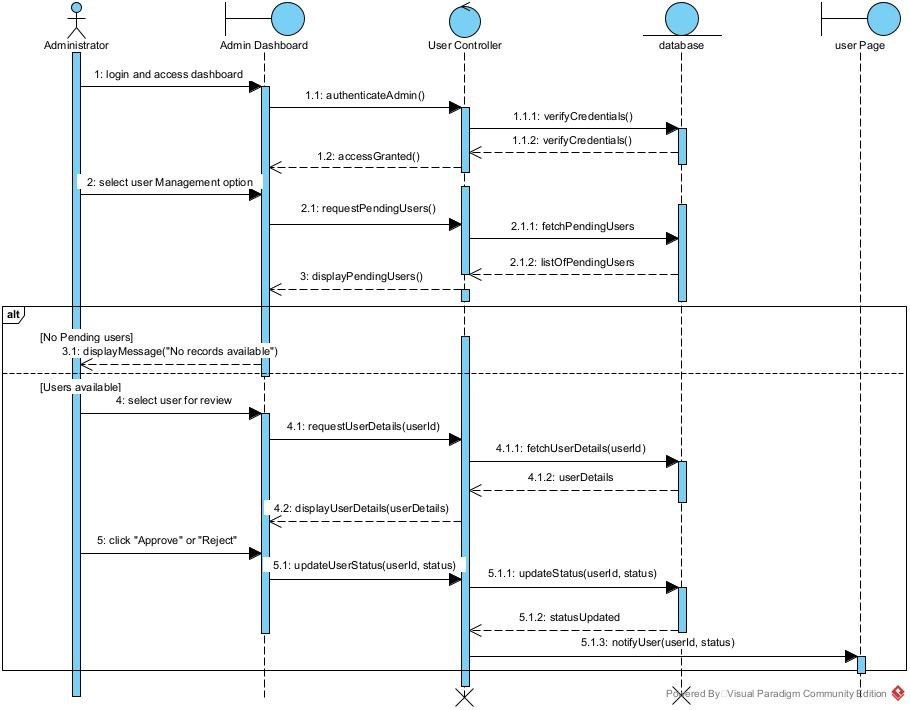 Administrator
Admin Dashboard
User Controller
database
user Page
1: login and access dashboard
1.1: authenticateAdmin()
1.1.1: verifyCredentials()
1.1.2: verifyCredentials()
1.2: accessGranted()
2: select user Management option
2.1: requestPendingUsers()
2.1.1: fetchPendingUsers
2.1.2: listOfPendingUsers
3: displayPendingUsers()
alt
[No Pending users]
3.1: displayMessage("No records available")
[Users available]
4: select user for review
4.1: requestUserDetails(userId)
4.1.1: fetchUserDetails(userId)
4.1.2: userDetails
4.2: displayUserDetails(userDetails)
5: click "Approve" or "Reject"
5.1: updateUserStatus(userId, status)
5.1.1: updateStatus(userId, status)
5.1.2: statusUpdated
5.1.3: notifyUser(userId, status)
Powered By Visual Paradigm Community Edition